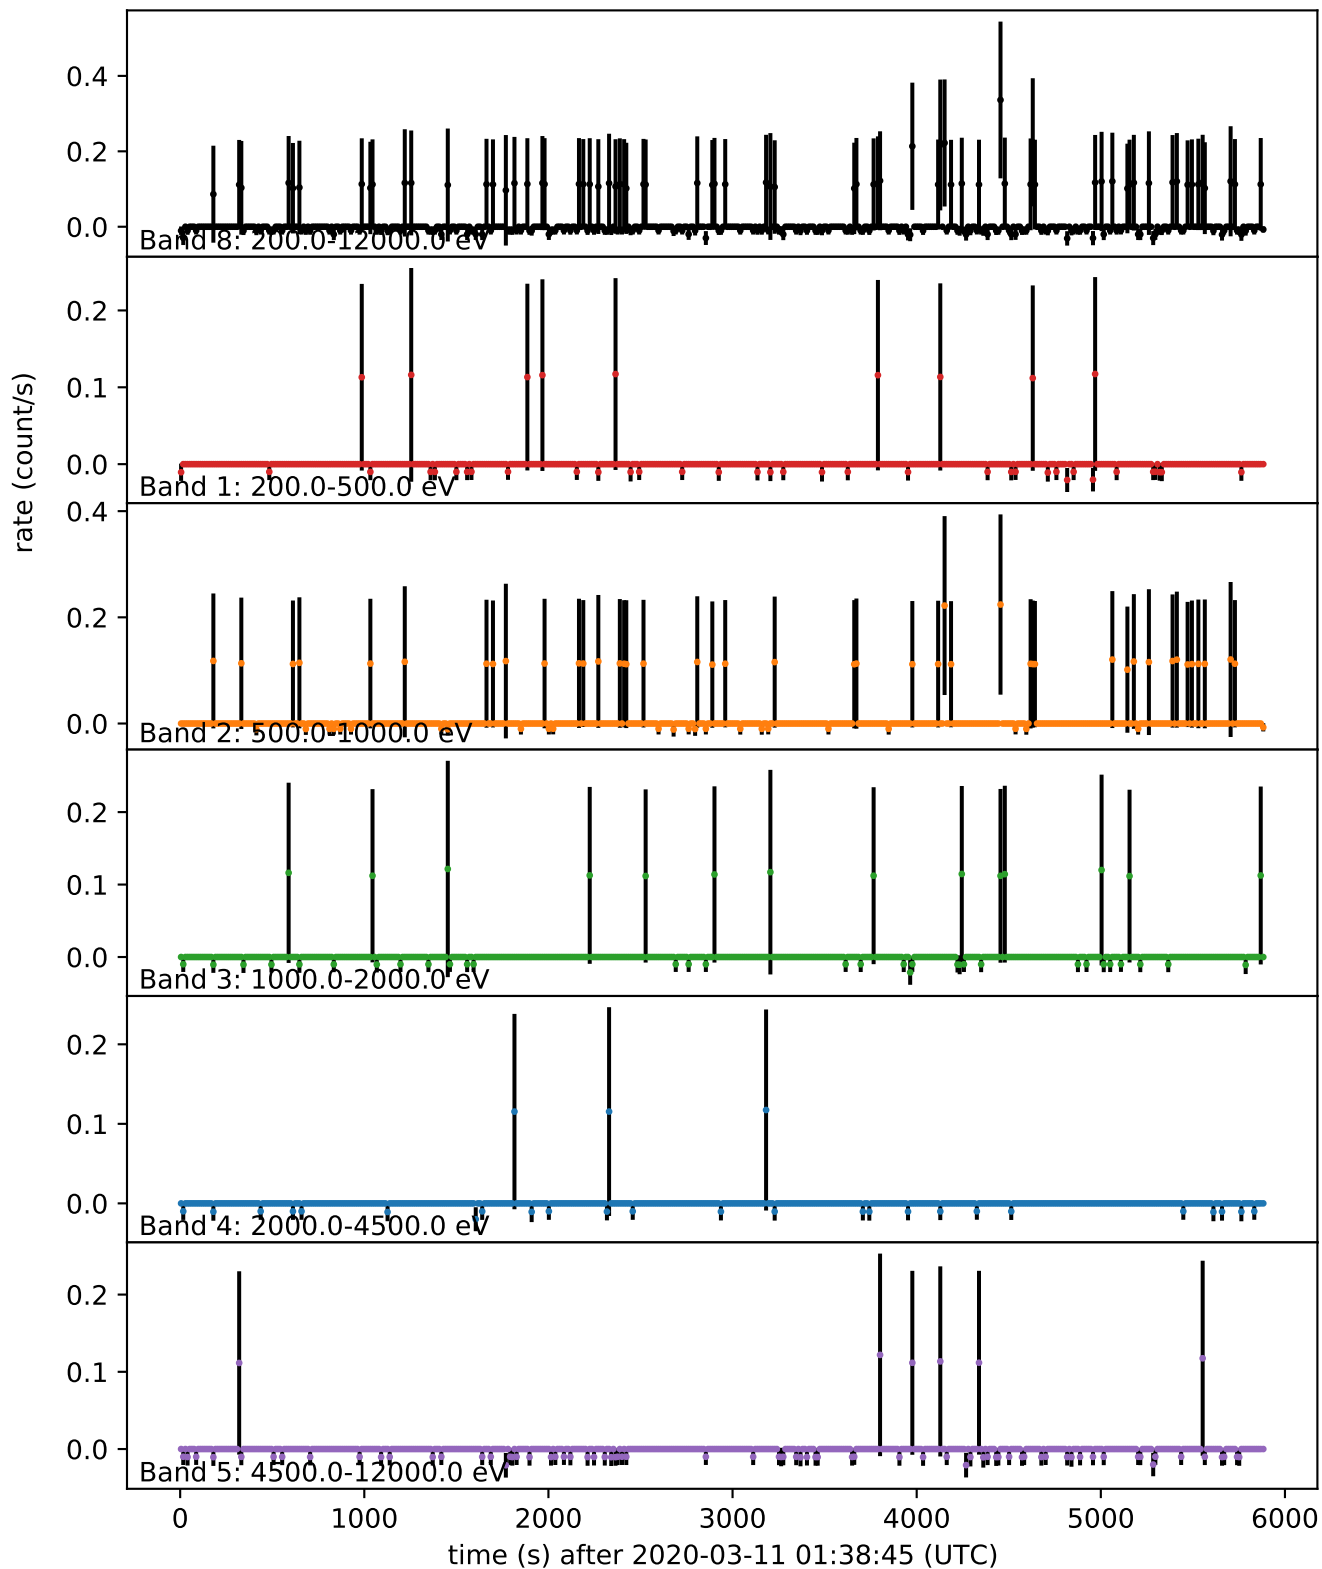 0.4
0.2
0.0
Band 8: 200.0-12000.0 eV
0.2
0.1
0.0
Band 1: 200.0-500.0 eV
rate (count/s)
0.4
0.2
0.0
Band 2: 500.0-1000.0 eV
0.2
0.1
0.0
Band 3: 1000.0-2000.0 eV
0.2
0.1
0.0
Band 4: 2000.0-4500.0 eV
0.2
0.1
0.0
Band 5: 4500.0-12000.0 eV
0 1000 2000 3000 4000 5000 6000
time (s) after 2020-03-11 01:38:45 (UTC)